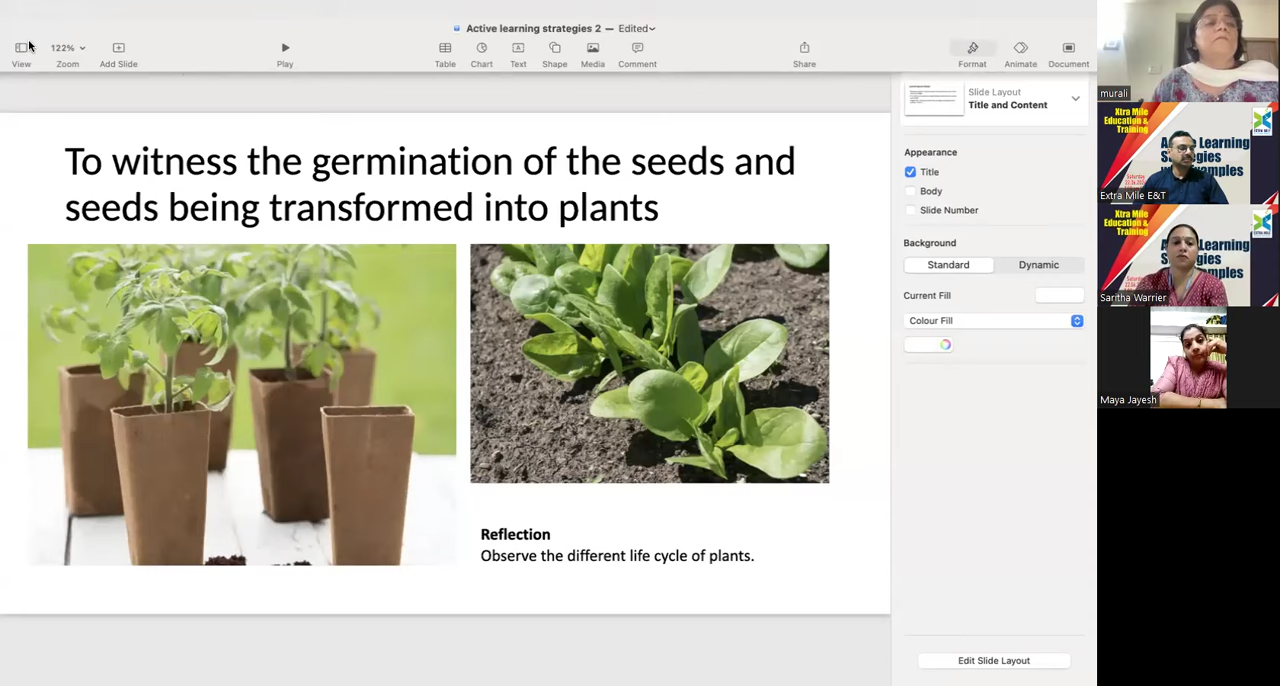 Active learning strategies 2 — Edited
View
122%
Zoom
Add Slide
Play
Table
Chart
Text
Shape
Media
Comment
Share
Format
Animate
Document
To witness the germination of the seeds and
seeds being transformed into plants
Reflection
Observe the different life cycle of plants.
Slide Layout
Title and Content
Appearance
Title
Body
Slide Number
Background
Standard
Dynamic
Current Fill
Colour Fill
Edit Slide Layout
murali
Xtra Mile
Education &
Training
Learning
Extra Mile E&T
Xtra Mile
Education &
Training
Learning
Saritha Warrier
Maya Jayesh